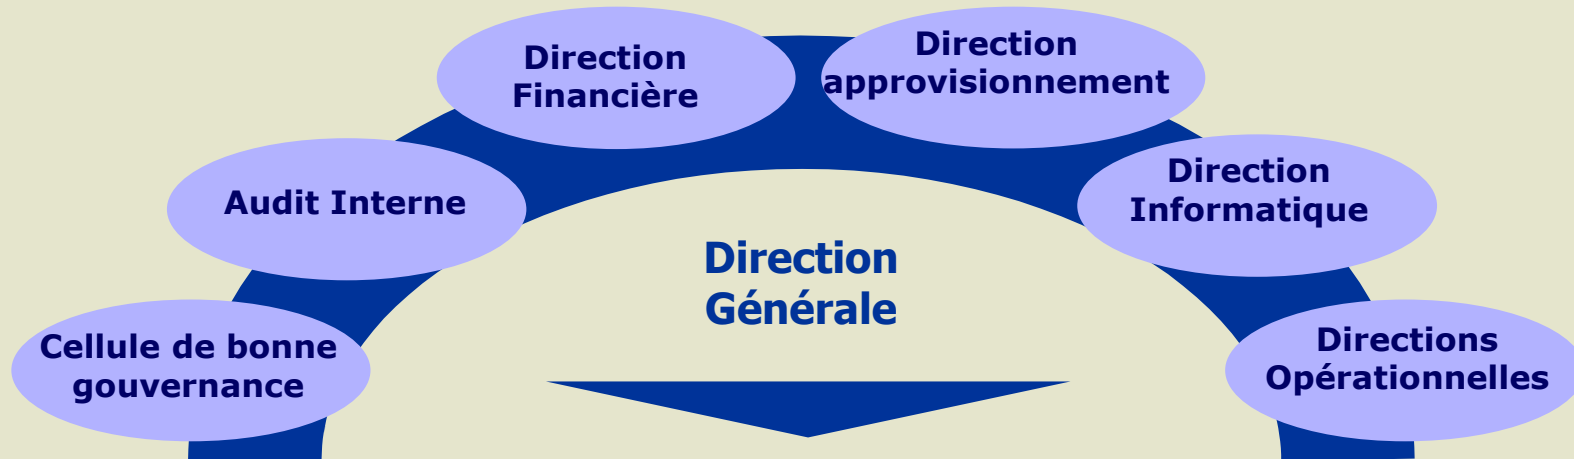 Direction
Financière
Direction
approvisionnement
Audit Interne
Direction
Informatique
Direction
Générale
Cellule de bonne
gouvernance
Directions
Opérationnelles